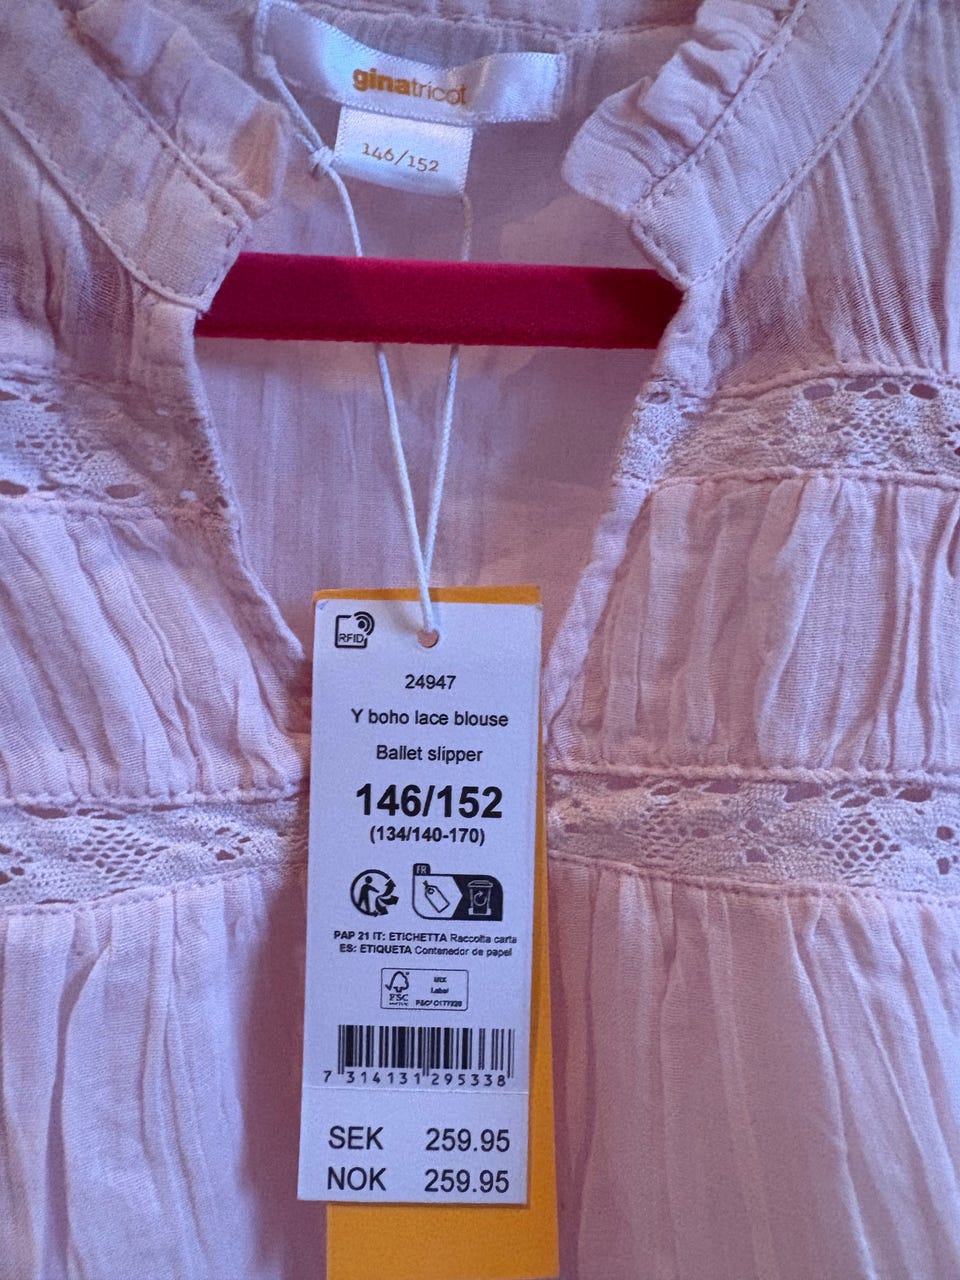 ginatricot
146/152
RFID
24947
Y boho lace blouse
Ballet slipper
146/152
(134/140-170)
FR
PAP 21 IT: ETICHETTA Raccolta carta
ES: ETIQUETA Contenedor de papel
FSC
MIX
Label
7 314131 295338
SEK 259.95
NOK 259.95